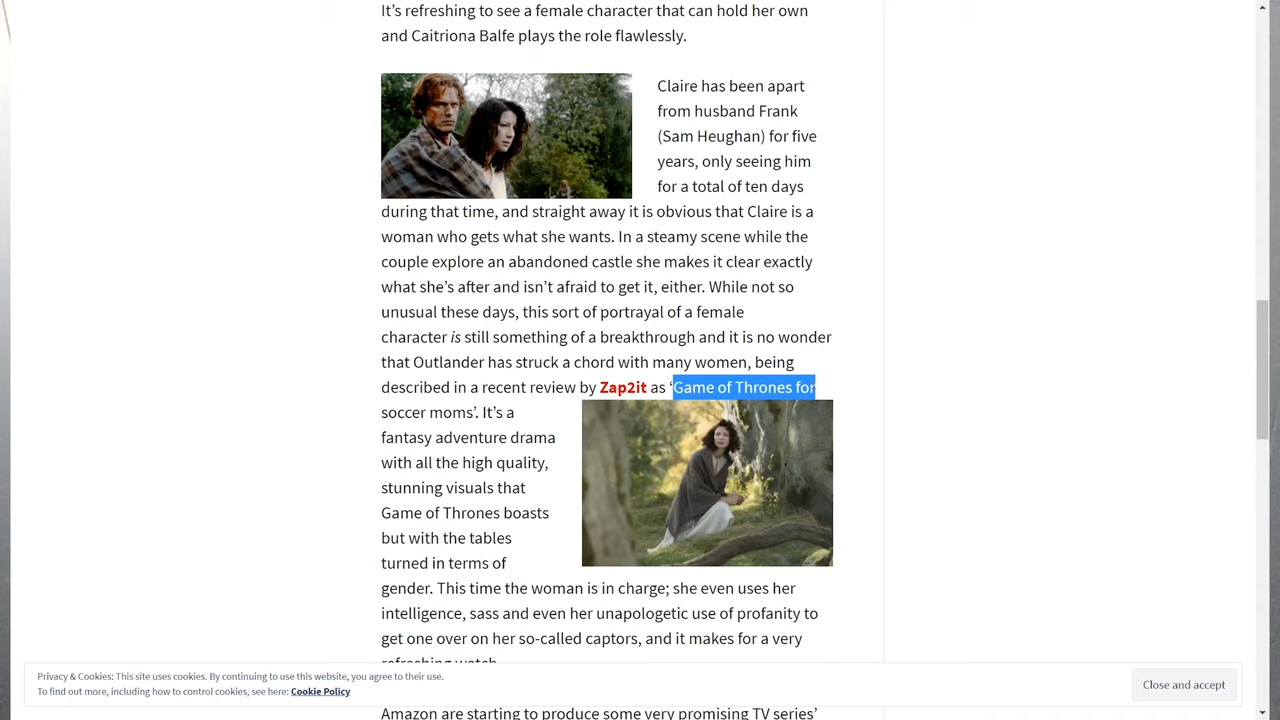 It’s refreshing to see a female character that can hold her own
and Caitriona Balfe plays the role flawlessly.
Claire has been apart
from husband Frank
(Sam Heughan) for five
years, only seeing him
for a total of ten days
during that time, and straight away it is obvious that Claire is a
woman who gets what she wants. In a steamy scene while the
couple explore an abandoned castle she makes it clear exactly
what she’s after and isn’t afraid to get it, either. While not so
unusual these days, this sort of portrayal of a female
character is still something of a breakthrough and it is no wonder
that Outlander has struck a chord with many women, being
described in a recent review by Zap2it as ‘Game of Thrones for
soccer moms’. It’s a
fantasy adventure drama
with all the high quality,
stunning visuals that
Game of Thrones boasts
but with the tables
turned in terms of
gender. This time the woman is in charge; she even uses her
intelligence, sass and even her unapologetic use of profanity to
get one over on her so-called captors, and it makes for a very
refreshing watch.
Privacy & Cookies: This site uses cookies. By continuing to use this website, you agree to their use.
To find out more, including how to control cookies, see here: Cookie Policy
Close and accept
Amazon are starting to produce some very promising TV series’